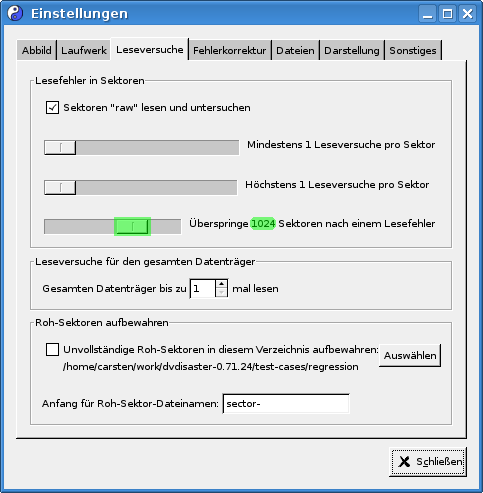 Einstellungen
Abbild Laufwerk Leseversuche Fehlerkorrektur Dateien Darstellung Sonstiges
Lesefehler in Sektoren
Sektoren "raw" lesen und untersuchen
Mindestens 1 Leseversuche pro Sektor
Höchstens 1 Leseversuche pro Sektor
Überspringe 1024 Sektoren nach einem Lesefehler
Leseversuche für den gesamten Datenträger
Gesamten Datenträger bis zu 1 mal lesen
Roh-Sektoren aufbewahren
Unvollständige Roh-Sektoren in diesem Verzeichnis aufbewahren:
/home/carsten/work/dvdisaster-0.71.24/test-cases/regression
Auswählen
Anfang für Roh-Sektor-Dateinamen: sector-
Schließen